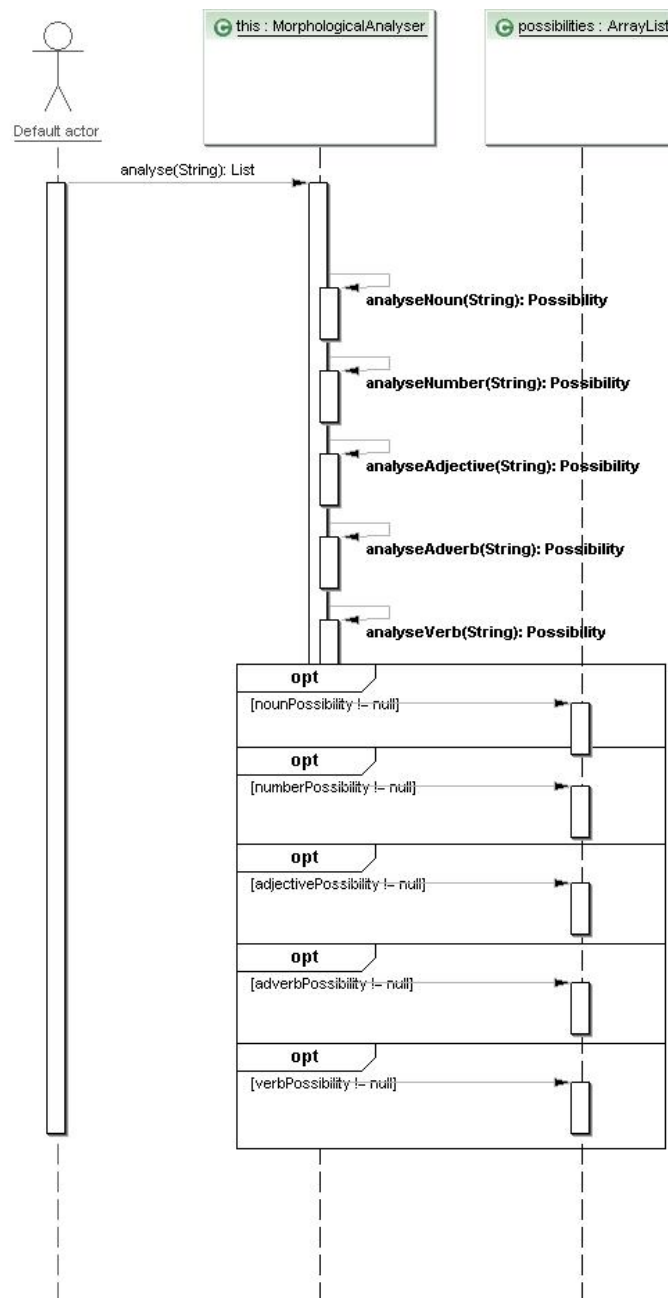 this : MorphologicalAnalyser
possibilities : ArrayList
Default actor
analyse(String): List
analyseNoun(String): Possibility
analyseNumber(String): Possibility
analyseAdjective(String): Possibility
analyseAdverb(String): Possibility
analyseVerb(String): Possibility
opt
[nounPossibility != null]
opt
[numberPossibility != null]
opt
[adjectivePossibility != null]
opt
[adverbPossibility != null]
opt
[verbPossibility != null]